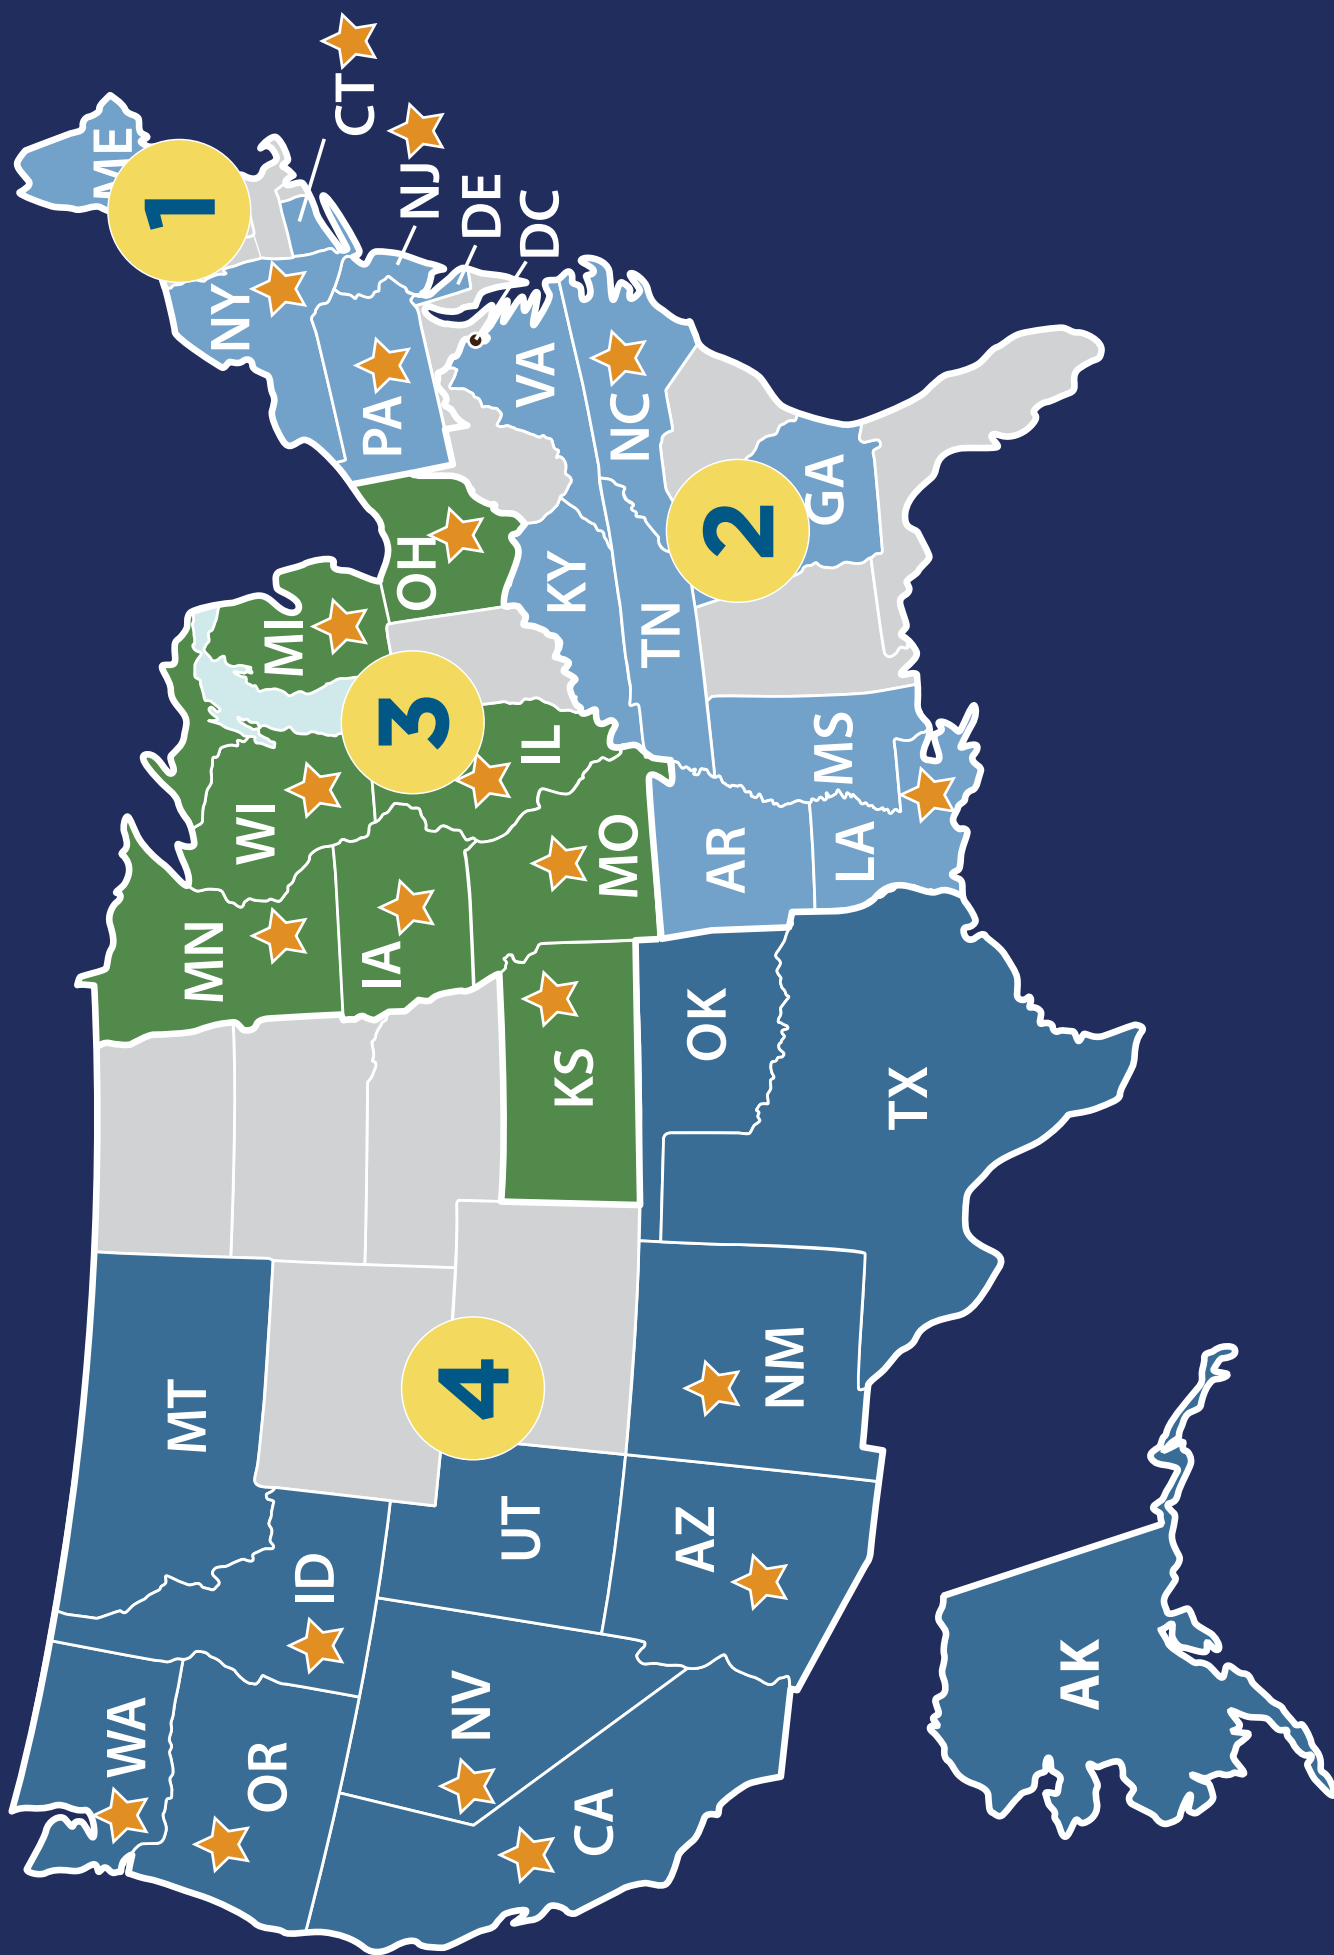 WA
MT
MN
ME
1
OR
ID
WI
MI
NY
CT
NV
UT
4
IA
3
OH
PA
NJ
DE
DC
CA
AZ
NM
KS
MO
IL
KY
VA
NC
TN
2
OK
AR
MS
GA
TX
LA
AK